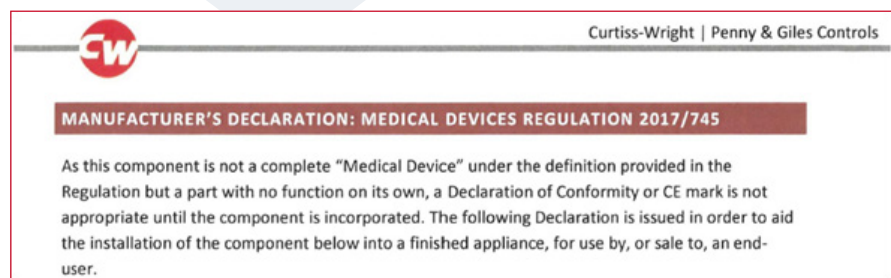 Curtiss-Wright | Penny & Giles Controls
CW
MANUFACTURER'S DECLARATION: MEDICAL DEVICES REGULATION 2017/745
As this component is not a complete “Medical Device” under the definition provided in the
Regulation but a part with no function on its own, a Declaration of Conformity or CE mark is not
appropriate until the component is incorporated. The following Declaration is issued in order to aid
the installation of the component below into a finished appliance, for use by, or sale to, an end-
user.